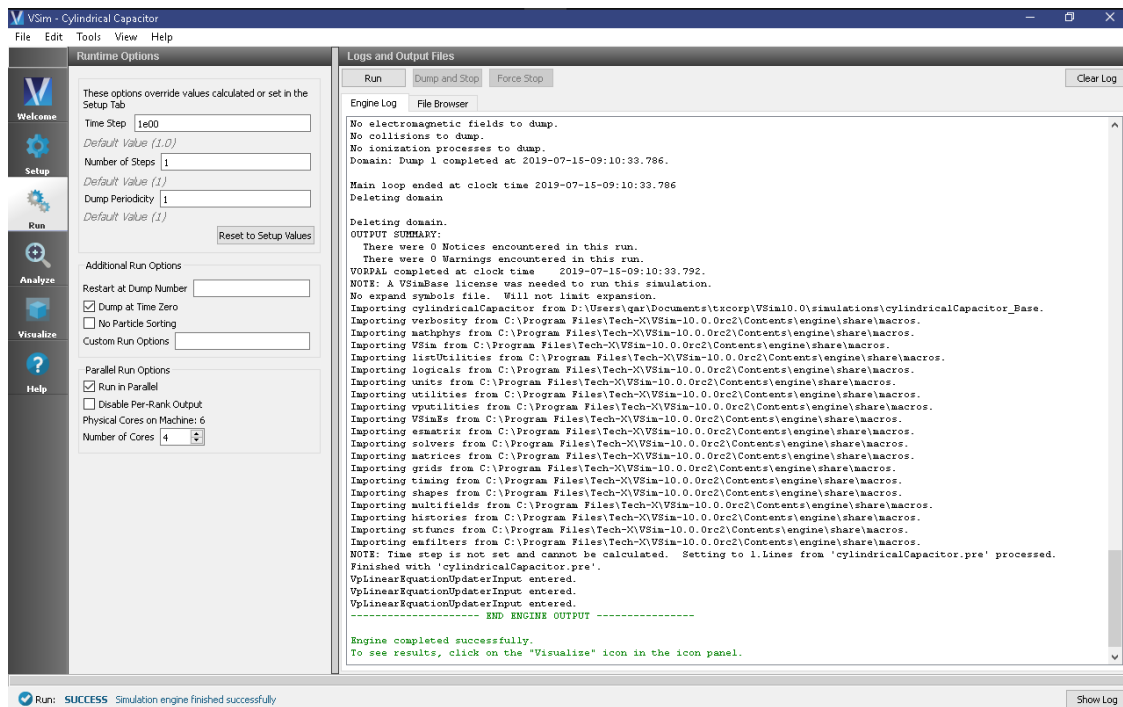 VSim - Cylindrical Capacitor
File Edit Tools View Help
Welcome
Setup
Run
Analyze
Visualize
Help
Runtime Options
These options override values calculated or set in the
Setup Tab
Time Step 1e00
Default Value (1.0)
Number of Steps 1
Default Value (1)
Dump Periodicity 1
Default Value (1)
Reset to Setup Values
Additional Run Options
Restart at Dump Number
Dump at Time Zero
No Particle Sorting
Custom Run Options
Parallel Run Options
Run in Parallel
Disable Per-Rank Output
Physical Cores on Machine: 6
Number of Cores 4
Logs and Output Files
Run Dump and Stop Force Stop Clear Log
Engine Log File Browser
No electromagnetic fields to dump.
No collisions to dump.
No ionization processes to dump.
Domain: Dump 1 completed at 2019-07-15-09:10:33.786.
Main loop ended at clock time 2019-07-15-09:10:33.786
Deleting domain
Deleting domain.
OUTPUT SUMMARY:
There were 0 Notices encountered in this run.
There were 0 Warnings encountered in this run.
VORPAL completed at clock time 2019-07-15-09:10:33.792.
NOTE: A VSimBase license was needed to run this simulation.
No expand symbols file. Will not limit expansion.
Importing cylindricalCapacitor from D:\Users\qar\Documents\txcorp\VSim10.0\simulations\cylindricalCapacitor_Base.
Importing verbosity from C:\Program Files\Tech-X\VSim-10.0.0rc2\Contents\engine\share\macros.
Importing mathphys from C:\Program Files\Tech-X\VSim-10.0.0rc2\Contents\engine\share\macros.
Importing VSim from C:\Program Files\Tech-X\VSim-10.0.0rc2\Contents\engine\share\macros.
Importing listUtilities from C:\Program Files\Tech-X\VSim-10.0.0rc2\Contents\engine\share\macros.
Importing logicals from C:\Program Files\Tech-X\VSim-10.0.0rc2\Contents\engine\share\macros.
Importing units from C:\Program Files\Tech-X\VSim-10.0.0rc2\Contents\engine\share\macros.
Importing utilities from C:\Program Files\Tech-X\VSim-10.0.0rc2\Contents\engine\share\macros.
Importing vputilities from C:\Program Files\Tech-X\VSim-10.0.0rc2\Contents\engine\share\macros.
Importing VSimEs from C:\Program Files\Tech-X\VSim-10.0.0rc2\Contents\engine\share\macros.
Importing esmatrix from C:\Program Files\Tech-X\VSim-10.0.0rc2\Contents\engine\share\macros.
Importing solvers from C:\Program Files\Tech-X\VSim-10.0.0rc2\Contents\engine\share\macros.
Importing matrices from C:\Program Files\Tech-X\VSim-10.0.0rc2\Contents\engine\share\macros.
Importing grids from C:\Program Files\Tech-X\VSim-10.0.0rc2\Contents\engine\share\macros.
Importing timing from C:\Program Files\Tech-X\VSim-10.0.0rc2\Contents\engine\share\macros.
Importing shapes from C:\Program Files\Tech-X\VSim-10.0.0rc2\Contents\engine\share\macros.
Importing multifields from C:\Program Files\Tech-X\VSim-10.0.0rc2\Contents\engine\share\macros.
Importing histories from C:\Program Files\Tech-X\VSim-10.0.0rc2\Contents\engine\share\macros.
Importing stfuncs from C:\Program Files\Tech-X\VSim-10.0.0rc2\Contents\engine\share\macros.
Importing emfilters from C:\Program Files\Tech-X\VSim-10.0.0rc2\Contents\engine\share\macros.
NOTE: Time step is not set and cannot be calculated. Setting to 1.Lines from 'cylindricalCapacitor.pre' processed.
Finished with 'cylindricalCapacitor.pre'.
VpLinearEquationUpdaterInput entered.
VpLinearEquationUpdaterInput entered.
VpLinearEquationUpdaterInput entered.
--------------------- END ENGINE OUTPUT ----------------
Engine completed successfully.
To see results, click on the "Visualize" icon in the icon panel.
Run: SUCCESS Simulation engine finished successfully
Show Log